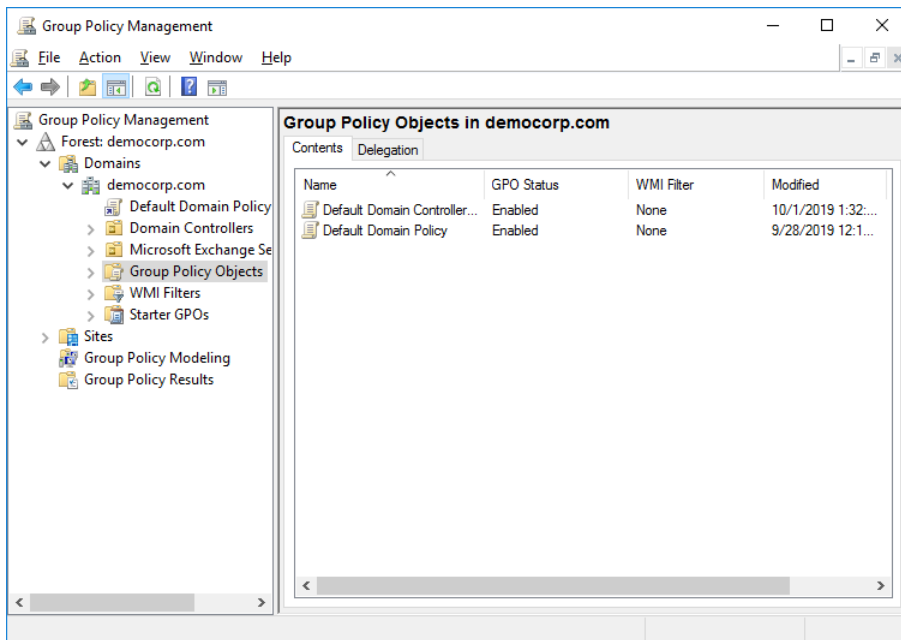 Group Policy Management
File Action View Window Help
Group Policy Management
Forest: democorp.com
Domains
democorp.com
Default Domain Policy
Domain Controllers
Microsoft Exchange Se
Group Policy Objects
WMI Filters
Starter GPOs
Sites
Group Policy Modeling
Group Policy Results
Group Policy Objects in democorp.com
Contents Delegation
Name GPO Status WMI Filter Modified
Default Domain Controller... Enabled None 10/1/2019 1:32:...
Default Domain Policy Enabled None 9/28/2019 12:1...